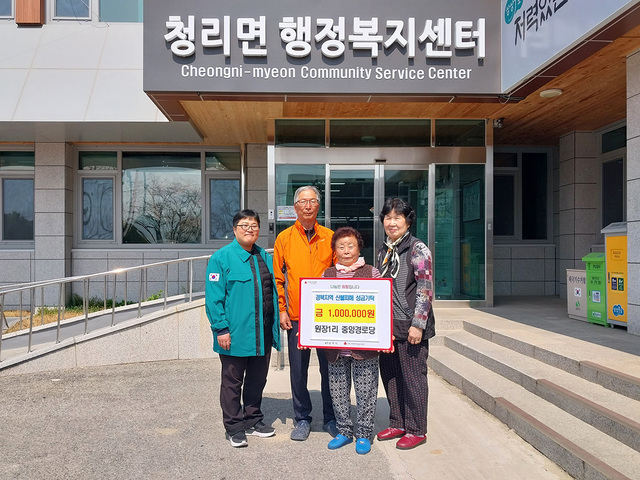 청리면 행정복지센터
Cheongni-myeon Community Service Center
경북지역 산불피해 성금기탁
금 1,000,000원
원장1리 중앙경로당